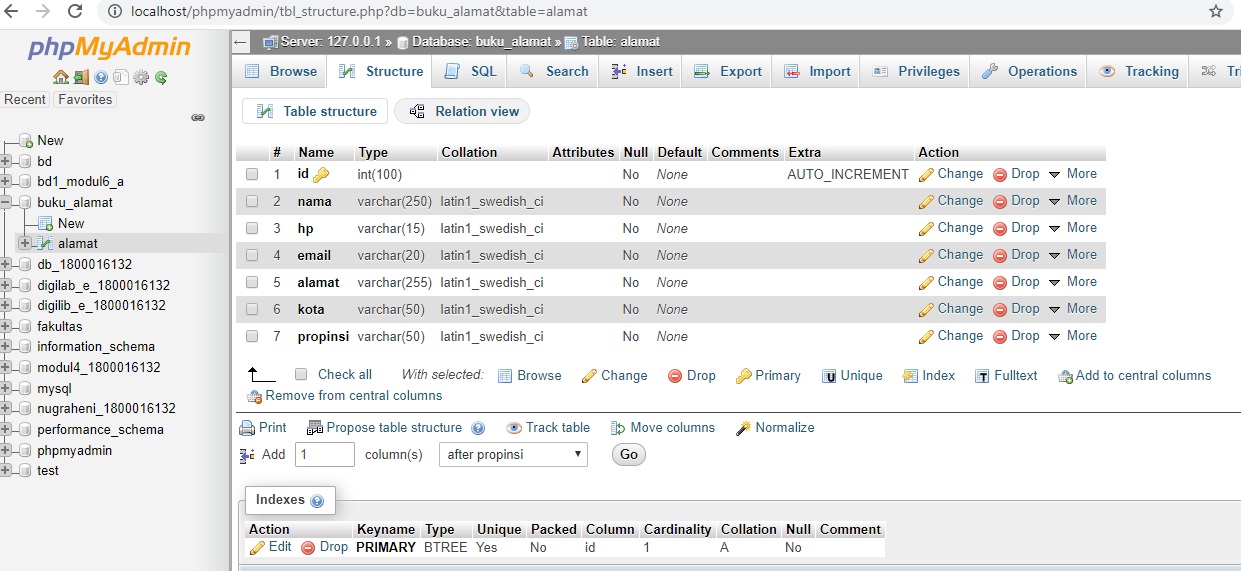 localhost/phpmyadmin/tbl_structure.php?db=buku_alamat&table=alamat
phpMyAdmin
Recent Favorites
New
bd
bd1_modul6_a
buku_alamat
New
alamat
db_1800016132
digilab_e_1800016132
digilib_e_1800016132
fakultas
information_schema
modul4_1800016132
mysql
nugraheni_1800016132
performance_schema
phpmyadmin
test
Server: 127.0.0.1 » Database: buku_alamat » Table: alamat
Browse Structure SQL Search Insert Export Import Privileges Operations Tracking Tri
Table structure Relation view
# Name Type Collation Attributes Null Default Comments Extra Action
1 id int(100) No None AUTO_INCREMENT Change Drop More
2 nama varchar(250) latin1_swedish_ci No None Change Drop More
3 hp varchar(15) latin1_swedish_ci No None Change Drop More
4 email varchar(20) latin1_swedish_ci No None Change Drop More
5 alamat varchar(255) latin1_swedish_ci No None Change Drop More
6 kota varchar(50) latin1_swedish_ci No None Change Drop More
7 propinsi varchar(50) latin1_swedish_ci No None Change Drop More
Check all With selected: Browse Change Drop Primary Unique Index Fulltext Add to central columns
Remove from central columns
Print Propose table structure Track table Move columns Normalize
Add 1 column(s) after propinsi Go
Indexes
Action Keyname Type Unique Packed Column Cardinality Collation Null Comment
Edit Drop PRIMARY BTREE Yes No id 1 A No